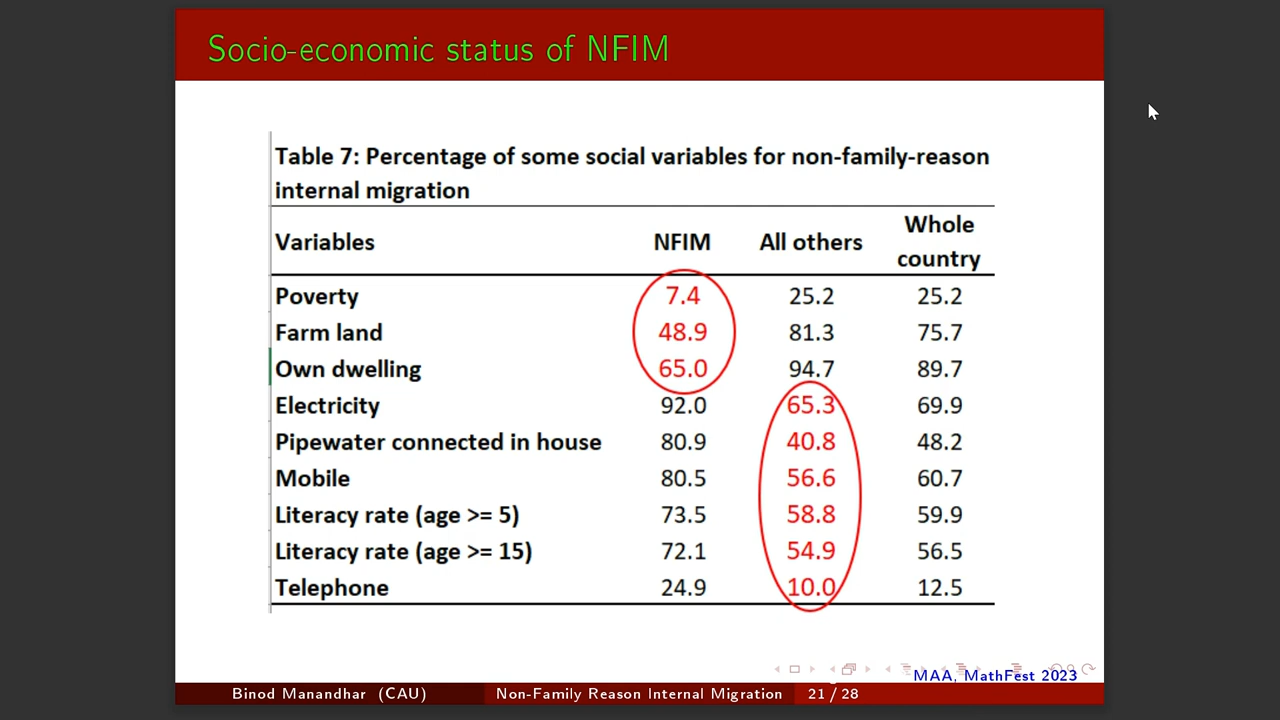 Socio-economic status of NFIM
Table 7: Percentage of some social variables for non-family-reason
internal migration
Variables NFIM All others Whole country
Poverty 7.4 25.2 25.2
Farm land 48.9 81.3 75.7
Own dwelling 65.0 94.7 89.7
Electricity 92.0 65.3 69.9
Pipewater connected in house 80.9 40.8 48.2
Mobile 80.5 56.6 60.7
Literacy rate (age >= 5) 73.5 58.8 59.9
Literacy rate (age >= 15) 72.1 54.9 56.5
Telephone 24.9 10.0 12.5
MAA, MathFest 2023
Binod Manandhar (CAU) Non-Family Reason Internal Migration 21 / 28